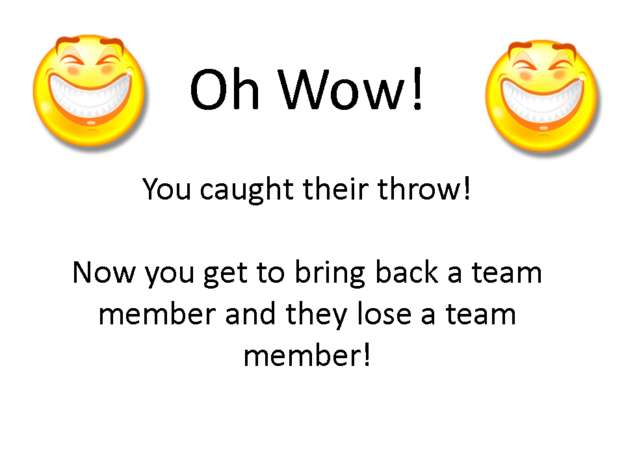 Oh Wow!
You caught their throw!
Now you get to bring back a team
member and they lose a team
member!